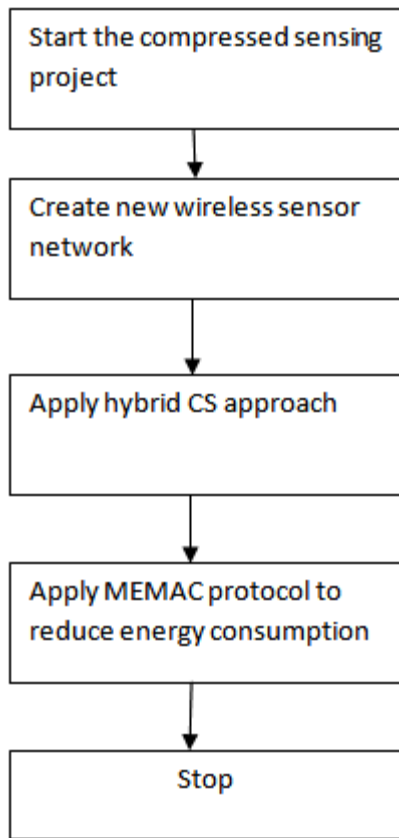 Start the compressed sensing
project
Create new wireless sensor
network
Apply hybrid CS approach
Apply MEMAC protocol to
reduce energy consumption
Stop